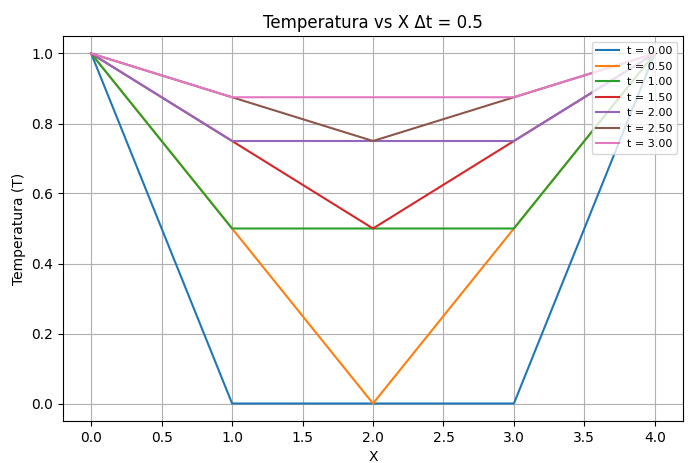 Temperatura vs X Δt = 0.5
Temperatura (T)
1.0
0.8
0.6
0.4
0.2
0.0
t = 0.00
t = 0.50
t = 1.00
t = 1.50
t = 2.00
t = 2.50
t = 3.00
0.0 0.5 1.0 1.5 2.0 2.5 3.0 3.5 4.0
X